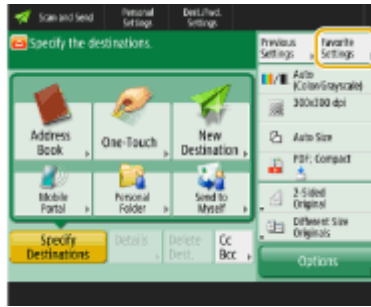 Scan and Send
Personal
Settings
Dest./Fwd.
Settings
Specify the destinations.
Previous
Settings
Favorite
Settings
Auto
(Color/Grayscale)
300x300 dpi
Address
Book
One-Touch
New
Destination
Auto Size
PDF; Compact
Mobile
Portal
Personal
Folder
Send to
Myself
2-Sided
Original
Different Size
Originals
Specify
Destinations
Details
Delete
Dest.
Cc
Bcc
Options